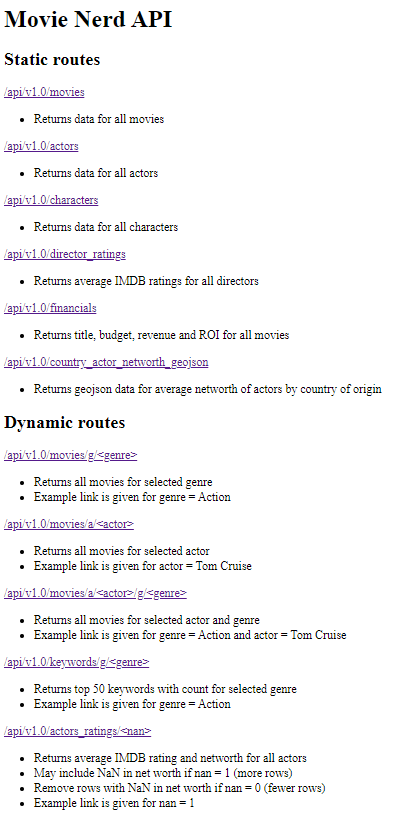 Movie Nerd API
Static routes
/api/v1.0/movies
Returns data for all movies
/api/v1.0/actors
Returns data for all actors
/api/v1.0/characters
Returns data for all characters
/api/v1.0/director_ratings
Returns average IMDB ratings for all directors
/api/v1.0/financials
Returns title, budget, revenue and ROI for all movies
/api/v1.0/country_actor_networth_geojson
Returns geojson data for average networth of actors by country of origin
Dynamic routes
/api/v1.0/movies/g/<genre>
Returns all movies for selected genre
Example link is given for genre = Action
/api/v1.0/movies/a/<actor>
Returns all movies for selected actor
Example link is given for actor = Tom Cruise
/api/v1.0/movies/a/<actor>/g/<genre>
Returns all movies for selected actor and genre
Example link is given for genre = Action and actor = Tom Cruise
/api/v1.0/keywords/g/<genre>
Returns top 50 keywords with count for selected genre
Example link is given for genre = Action
/api/v1.0/actors_ratings/<nan>
Returns average IMDB rating and networth for all actors
May include NaN in net worth if nan = 1 (more rows)
Remove rows with NaN in net worth if nan = 0 (fewer rows)
Example link is given for nan = 1